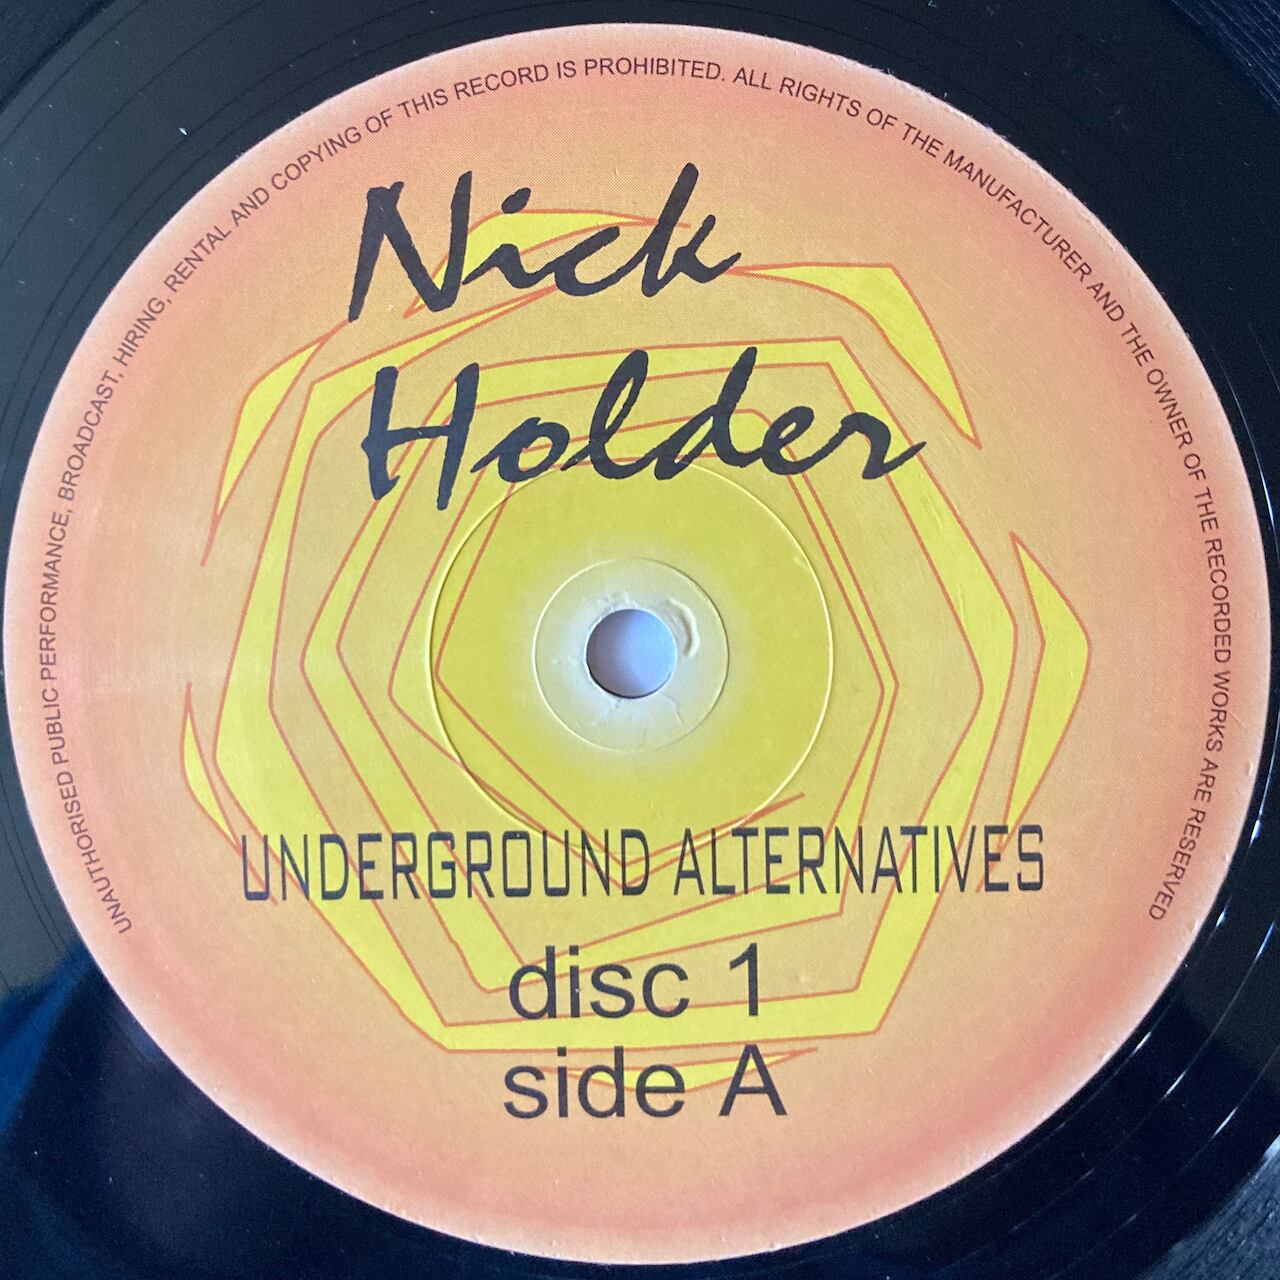 UNAUTHORISED PUBLIC PERFORMANCE, BROADCAST, HIRING, RENTAL AND COPYING OF THIS RECORD IS PROHIBITED. ALL RIGHTS OF THE MANUFACTURER AND THE OWNER OF THE RECORDED WORKS ARE RESERVED
Nick
Holder
UNDERGROUND ALTERNATIVES
disc 1
side A